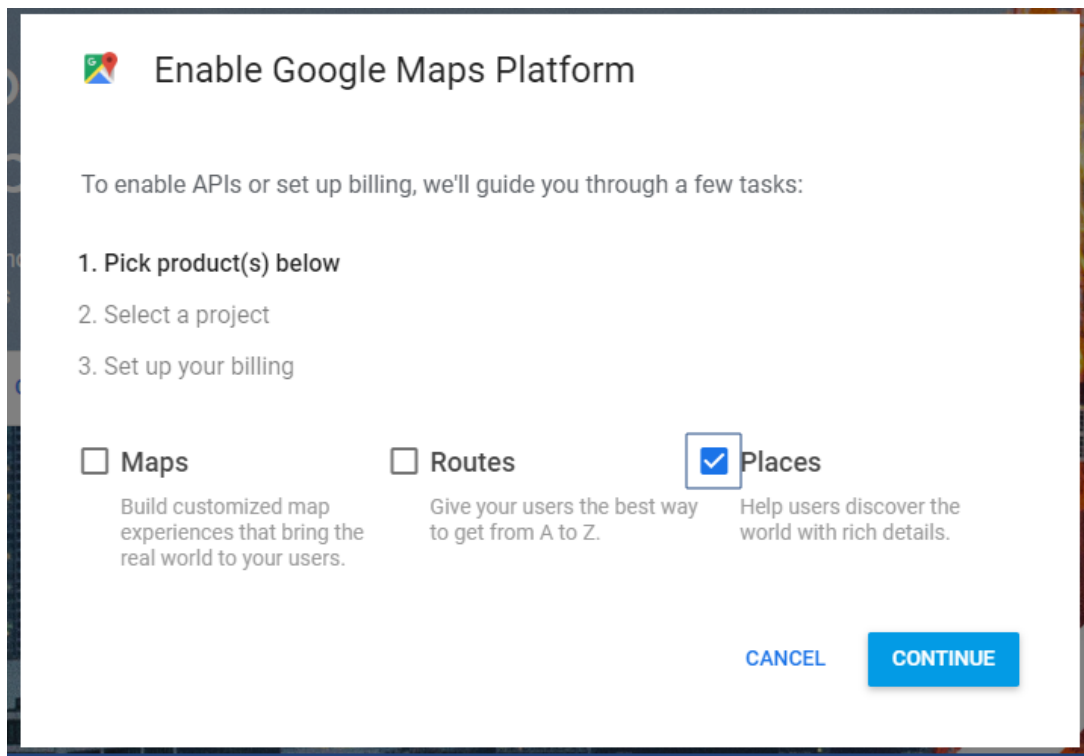 Enable Google Maps Platform
To enable APIs or set up billing, we'll guide you through a few tasks:
1. Pick product(s) below
2. Select a project
3. Set up your billing
Maps
Build customized map
experiences that bring the
real world to your users.
Routes
Give your users the best way
to get from A to Z.
Places
Help users discover the
world with rich details.
CANCEL
CONTINUE